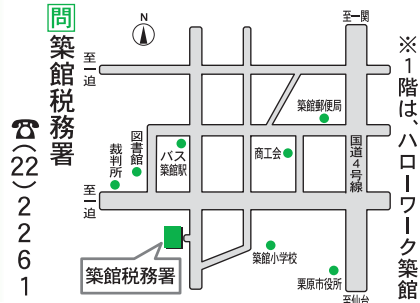 ※1階は、ハローワーク築館
問 築館税務署
☎(22)2261
N
至一関
至一迫
築館郵便局
国道4号線
図書館
裁判所
バス
築館駅
商工会
至一迫
築館税務署
築館小学校
栗原市役所
至仙台